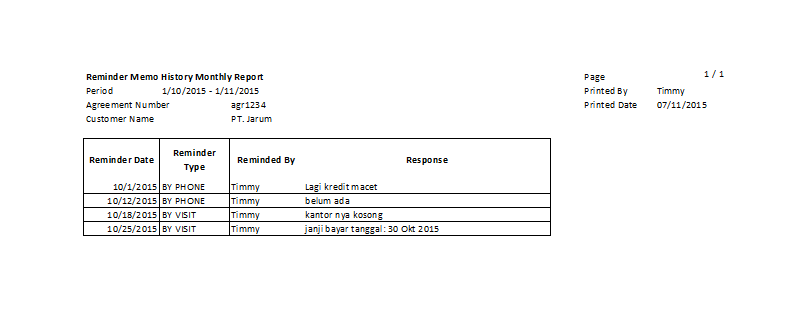 Reminder Memo History Monthly Report
Page 1 / 1
Period 1/10/2015 - 1/11/2015
Printed By Timmy
Agreement Number agr1234
Printed Date 07/11/2015
Customer Name PT. Jarum
Reminder Date Reminder Type Reminded By Response
10/1/2015 BY PHONE Timmy Lagi kredit macet
10/12/2015 BY PHONE Timmy belum ada
10/18/2015 BY VISIT Timmy kantor nya kosong
10/25/2015 BY VISIT Timmy janji bayar tanggal: 30 Okt 2015